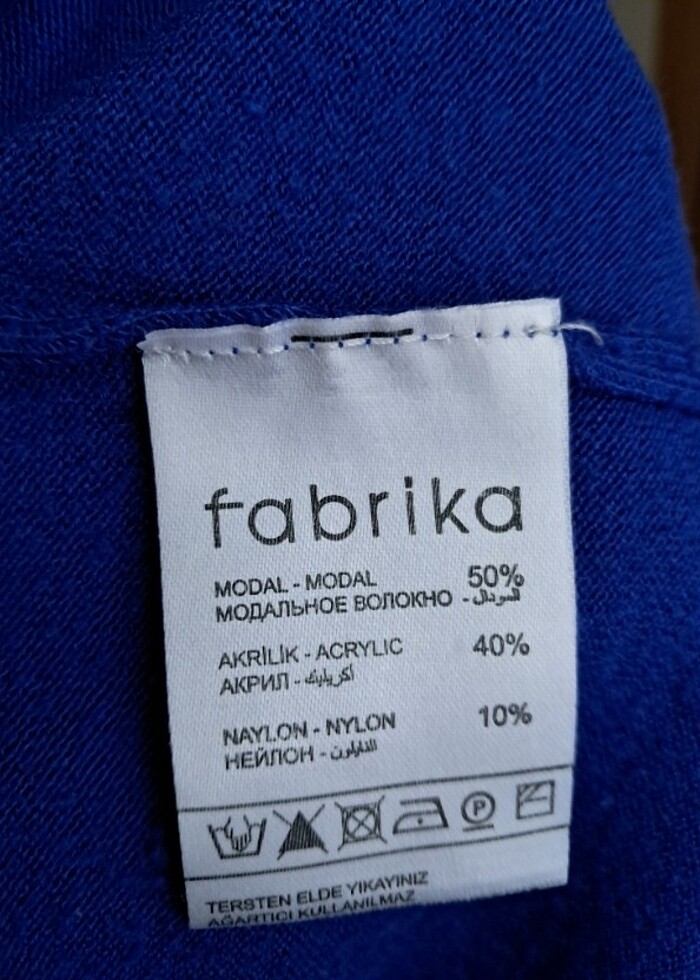 fabrika
MODAL - MODAL 50%
МОДАЛЬНОЕ ВОЛОКНО - المودال
AKRİLİK - ACRYLIC 40%
АКРИЛ - أكريليك
NAYLON - NYLON 10%
НЕЙЛОН - النايلون
P
TERSTEN ELDE YIKAYINIZ
AĞARTICI KULLANILMAZ